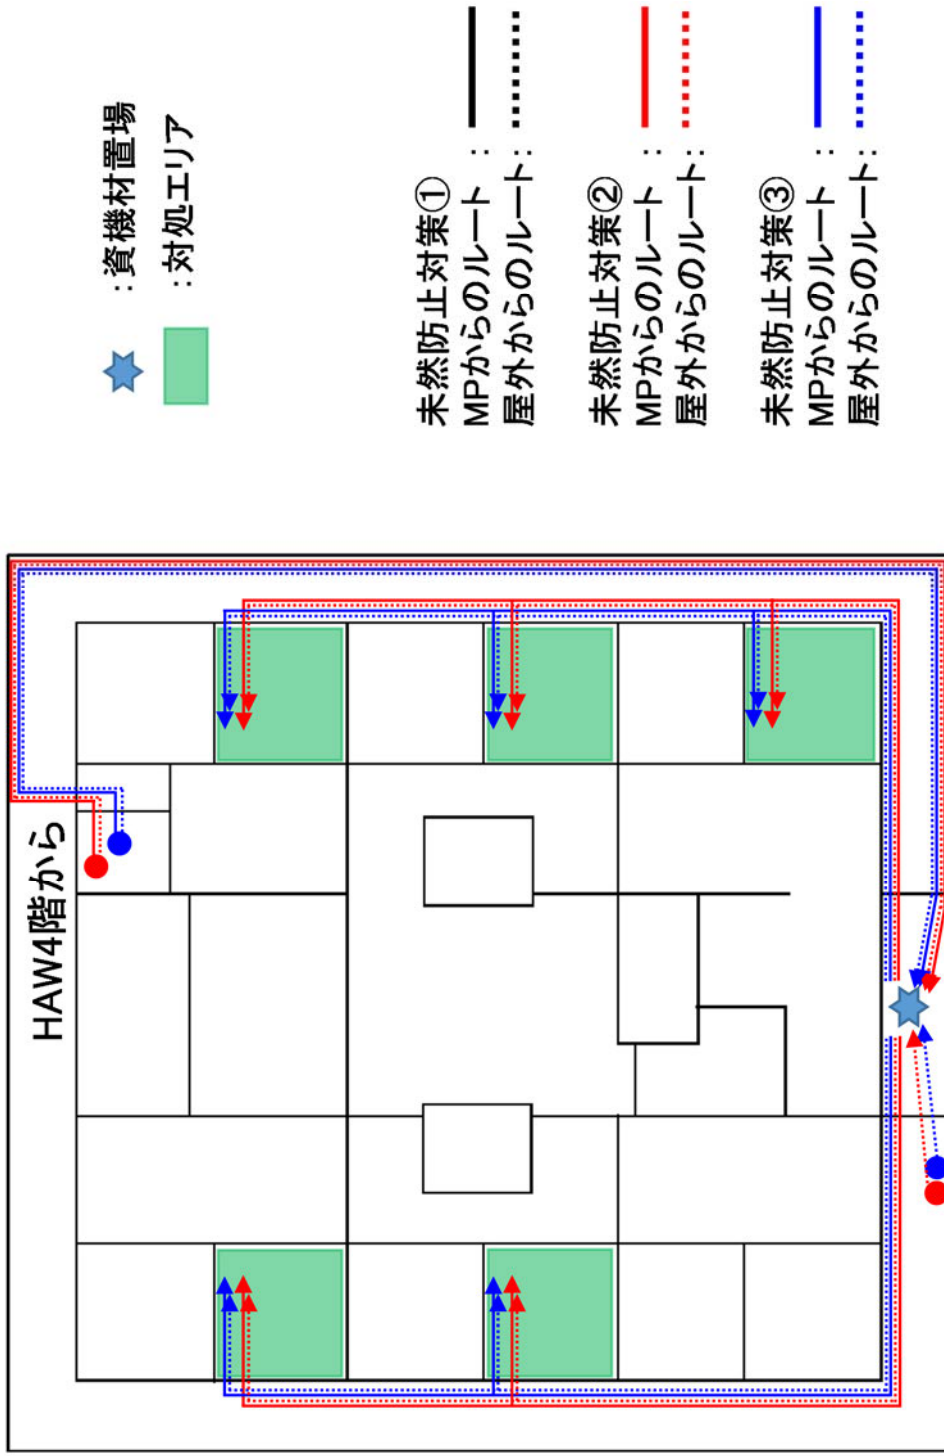 HAW4階から
：資機材置場
：対処エリア
未然防止対策①
MPからのルート　：
屋外からのルート：
未然防止対策②
MPからのルート　：
屋外からのルート：
未然防止対策③
MPからのルート　：
屋外からのルート：